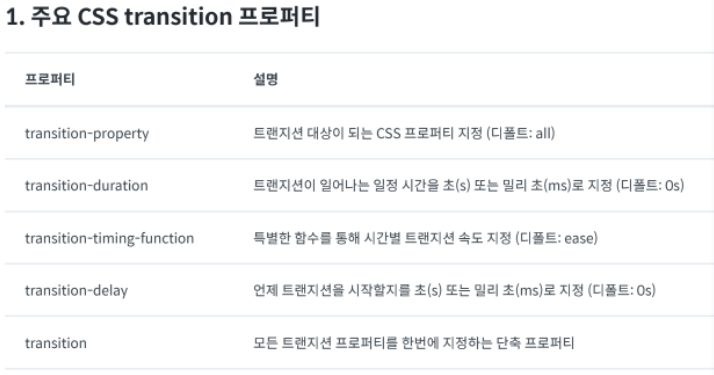 1. 주요 CSS transition 프로퍼티
프로퍼티 설명
transition-property 트랜지션 대상이 되는 CSS 프로퍼티 지정 (디폴트: all)
transition-duration 트랜지션이 일어나는 일정 시간을 초(s) 또는 밀리 초(ms)로 지정 (디폴트: 0s)
transition-timing-function 특별한 함수를 통해 시간별 트랜지션 속도 지정 (디폴트: ease)
transition-delay 언제 트랜지션을 시작할지를 초(s) 또는 밀리 초(ms)로 지정 (디폴트: 0s)
transition 모든 트랜지션 프로퍼티를 한번에 지정하는 단축 프로퍼티